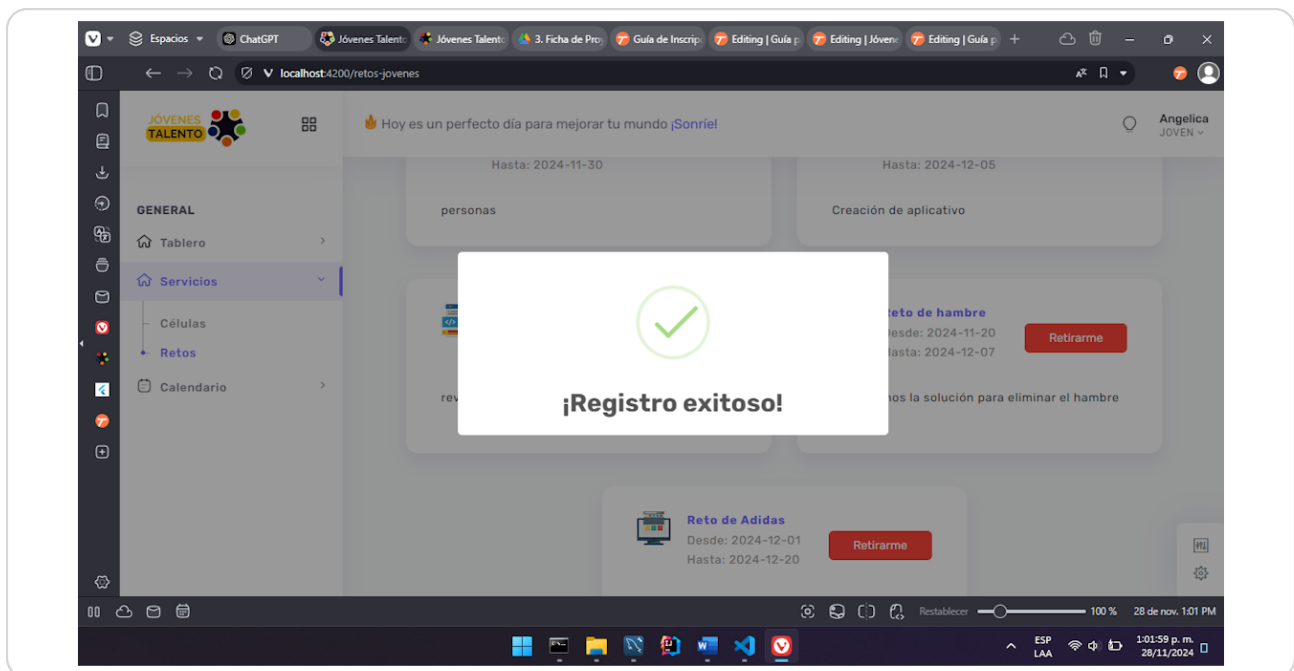 Espacios
ChatGPT
Jóvenes Talento
Jóvenes Talento
3. Ficha de Proy
Guía de Inscrip
Editing | Guía p
Editing | Jóvene
Editing | Guía p
localhost:4200/retos-jovenes
JÓVENES
TALENTO
🔥 Hoy es un perfecto día para mejorar tu mundo ¡Sonríe!
Angelica
JOVEN
Hasta: 2024-11-30
Hasta: 2024-12-05
GENERAL
personas
Creación de aplicativo
Tablero
Servicios
Células
Retos
Calendario
reto de hambre
Desde: 2024-11-20
Hasta: 2024-12-07
Retirarme
rev
¡Registro exitoso!
nos la solución para eliminar el hambre
Reto de Adidas
Desde: 2024-12-01
Hasta: 2024-12-20
Retirarme
Restablecer
100 %
28 de nov. 1:01 PM
ESP
LAA
1:01:59 p. m.
28/11/2024